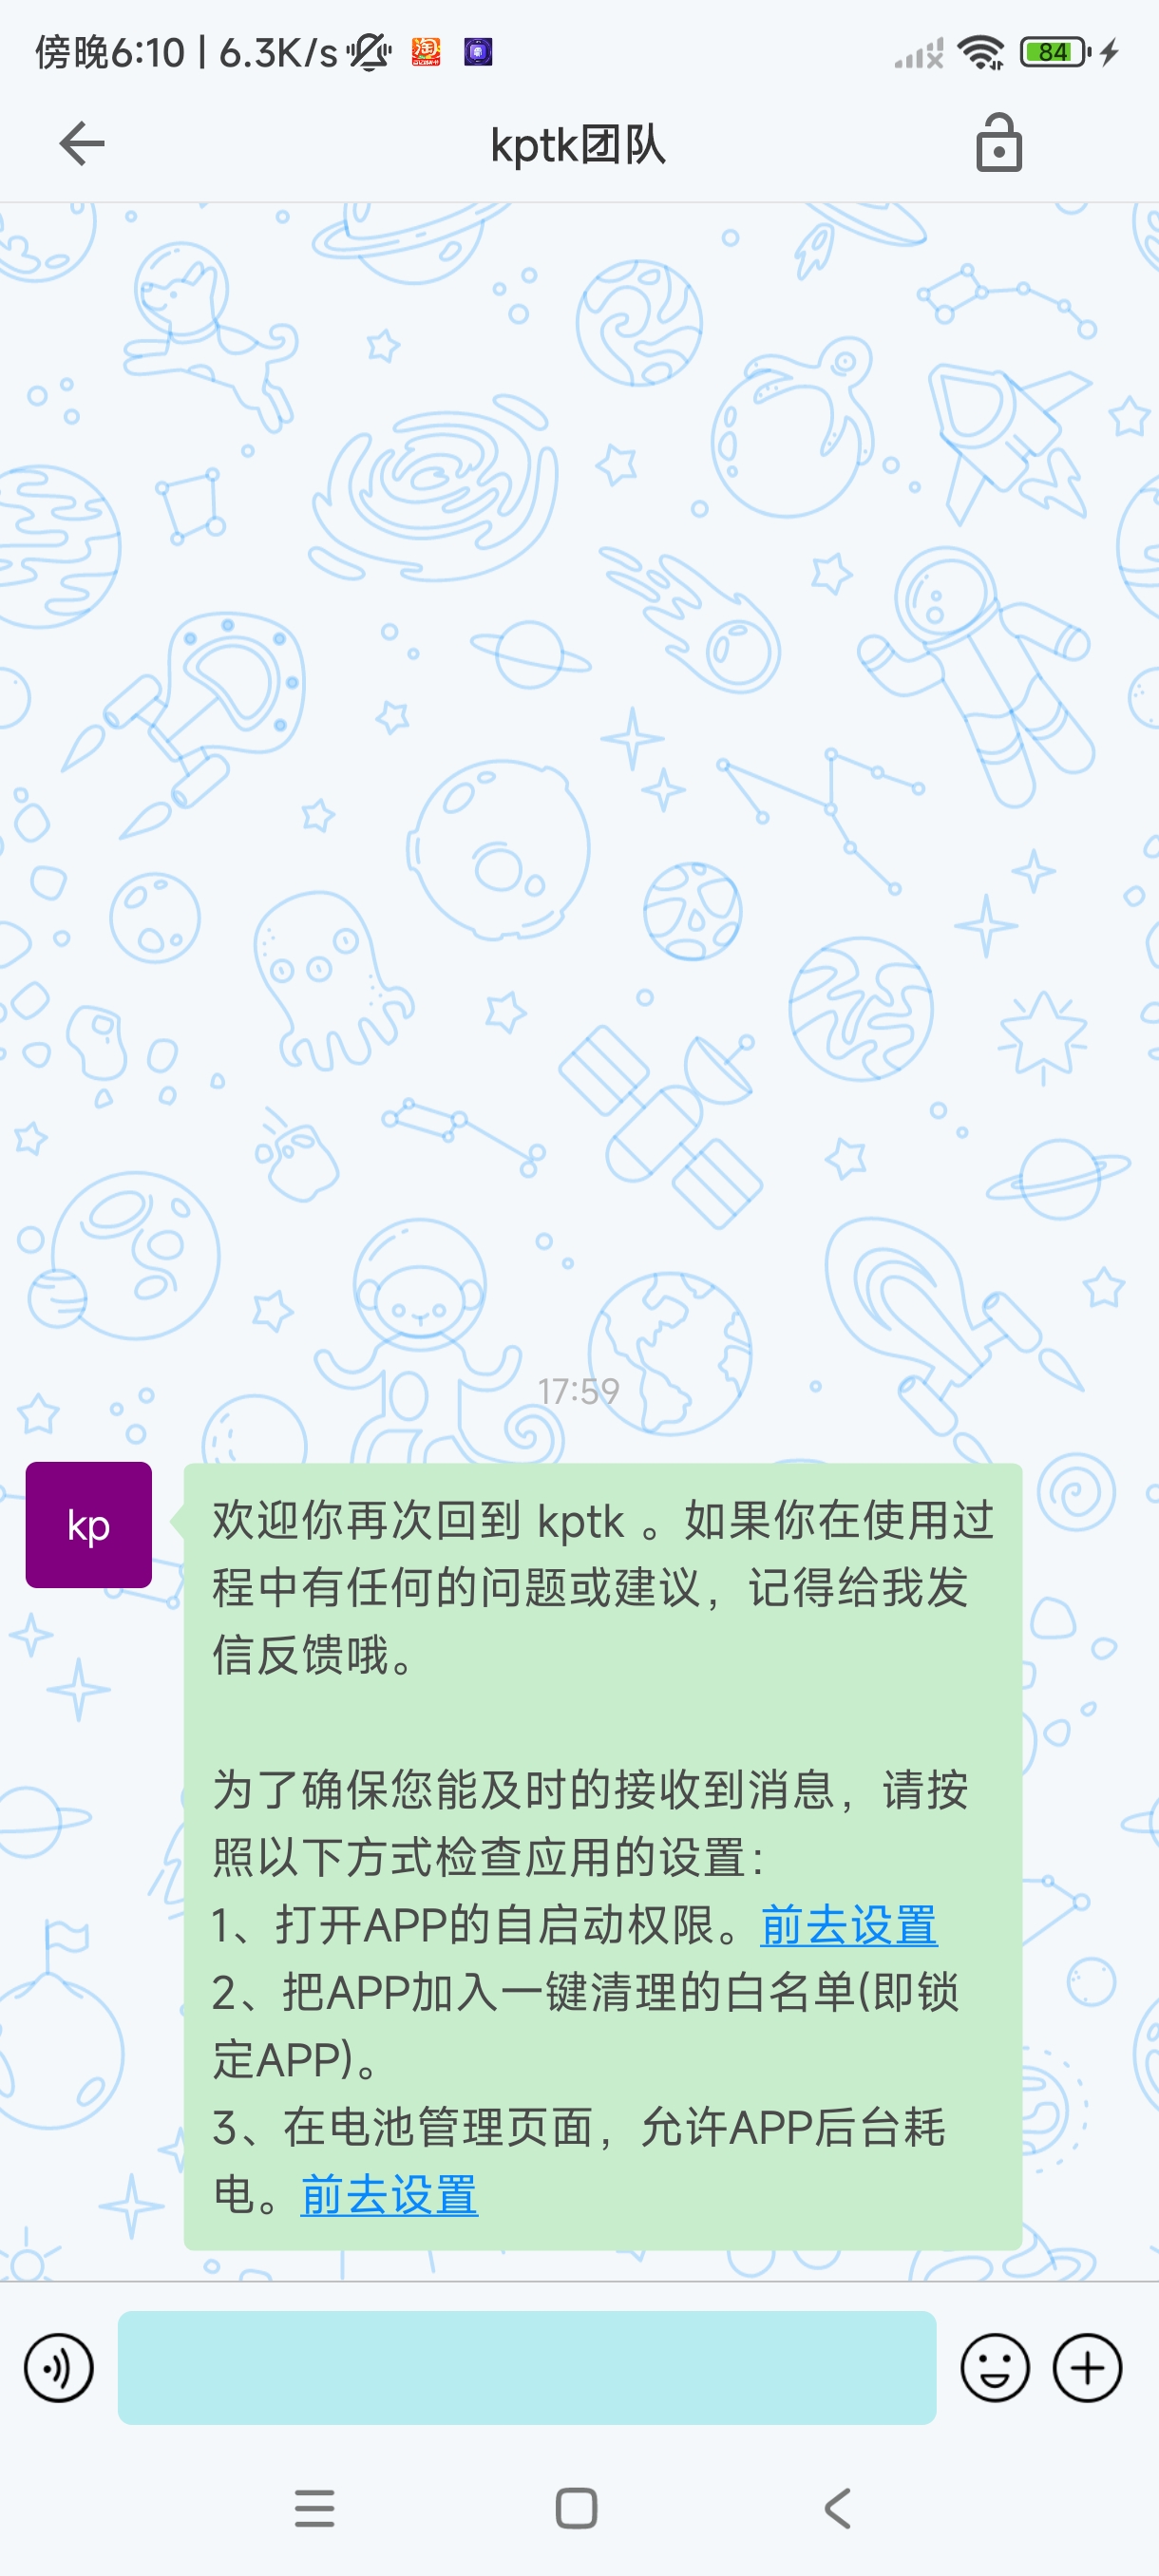 傍晚6:10 | 6.3K/s
淘
84
kptk团队
17:59
kp
欢迎你再次回到 kptk 。如果你在使用过
程中有任何的问题或建议，记得给我发
信反馈哦。
为了确保您能及时的接收到消息，请按
照以下方式检查应用的设置：
1、打开APP的自启动权限。前去设置
2、把APP加入一键清理的白名单(即锁
定APP)。
3、在电池管理页面，允许APP后台耗
电。前去设置